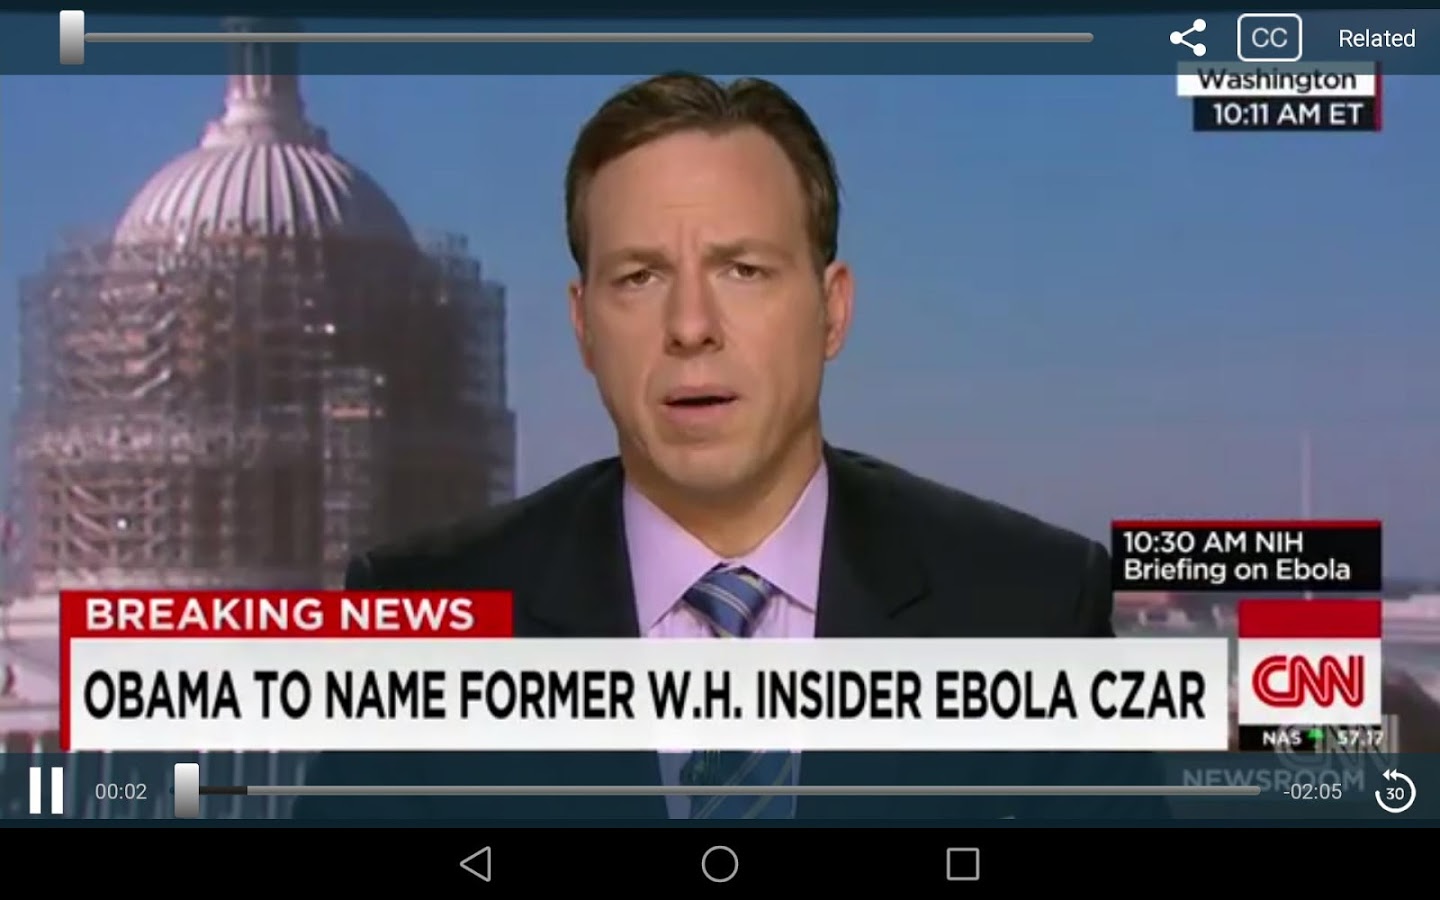 CC
Related
Washington
10:11 AM ET
10:30 AM NIH
Briefing on Ebola
BREAKING NEWS
OBAMA TO NAME FORMER W.H. INSIDER EBOLA CZAR
CNN
NAS 57.17
CNN
NEWSROOM
00:02
-02:05
30